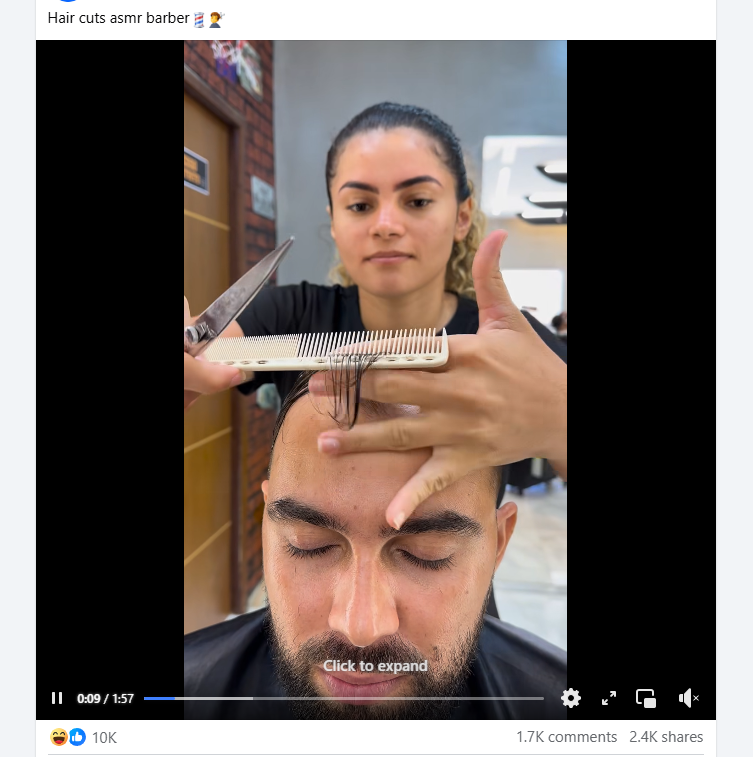 Hair cuts asmr barber💈💇
Click to expand
0:09 / 1:57
10K
1.7K comments 2.4K shares